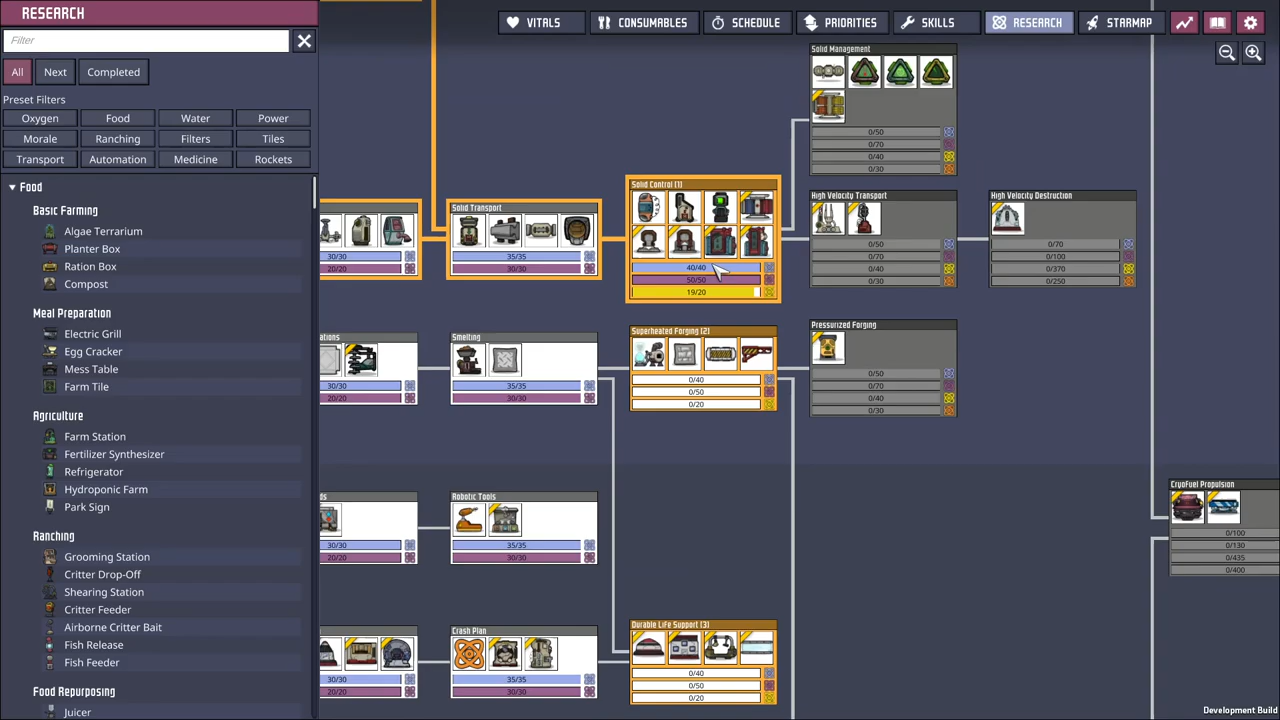 RESEARCH
Filter
All
Next
Completed
Preset Filters
Oxygen
Food
Water
Power
Morale
Ranching
Filters
Tiles
Transport
Automation
Medicine
Rockets
Food
Basic Farming
Algae Terrarium
Planter Box
Ration Box
Compost
Meal Preparation
Electric Grill
Egg Cracker
Mess Table
Farm Tile
Agriculture
Farm Station
Fertilizer Synthesizer
Refrigerator
Hydroponic Farm
Park Sign
Ranching
Grooming Station
Critter Drop-Off
Shearing Station
Critter Feeder
Airborne Critter Bait
Fish Release
Fish Feeder
Food Repurposing
Juicer
VITALS
CONSUMABLES
SCHEDULE
PRIORITIES
SKILLS
RESEARCH
STARMAP
Solid Management
0/50
0/70
0/40
0/30
30/30
20/20
Solid Transport
35/35
30/30
Solid Control [1]
40/40
50/50
19/20
High Velocity Transport
0/50
0/70
0/40
0/30
High Velocity Destruction
0/70
0/100
0/370
0/250
ations
30/30
20/20
Smelting
35/35
30/30
Superheated Forging [2]
0/40
0/50
0/20
Pressurized Forging
0/50
0/70
0/40
0/30
ds
30/30
20/20
Robotic Tools
35/35
30/30
CryoFuel Propulsion
0/100
0/130
0/435
0/400
30/30
20/20
Crash Plan
35/35
30/30
Durable Life Support [3]
0/40
0/50
0/20
Development Build